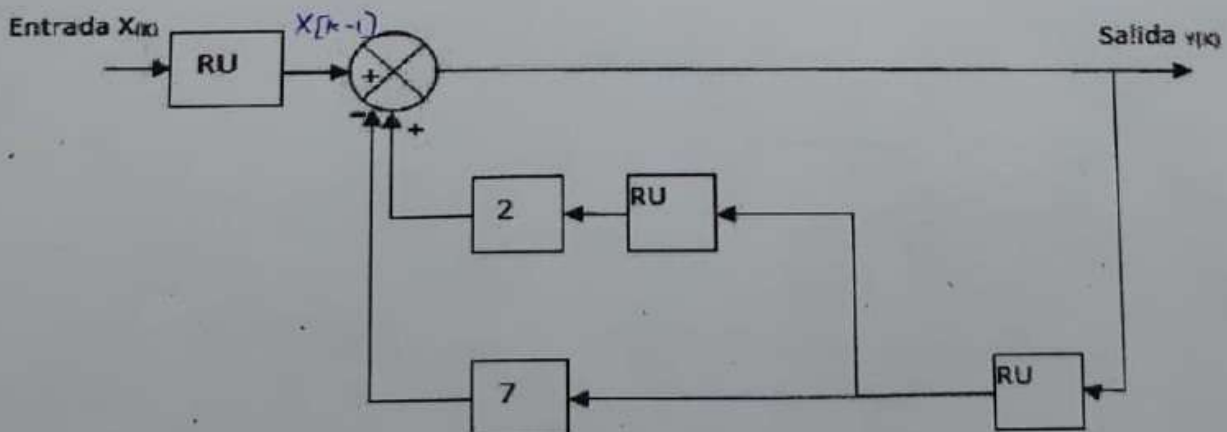 Entrada X(K)
X[k-1]
Salida Y(K)
RU
+
-
+
2
RU
7
RU